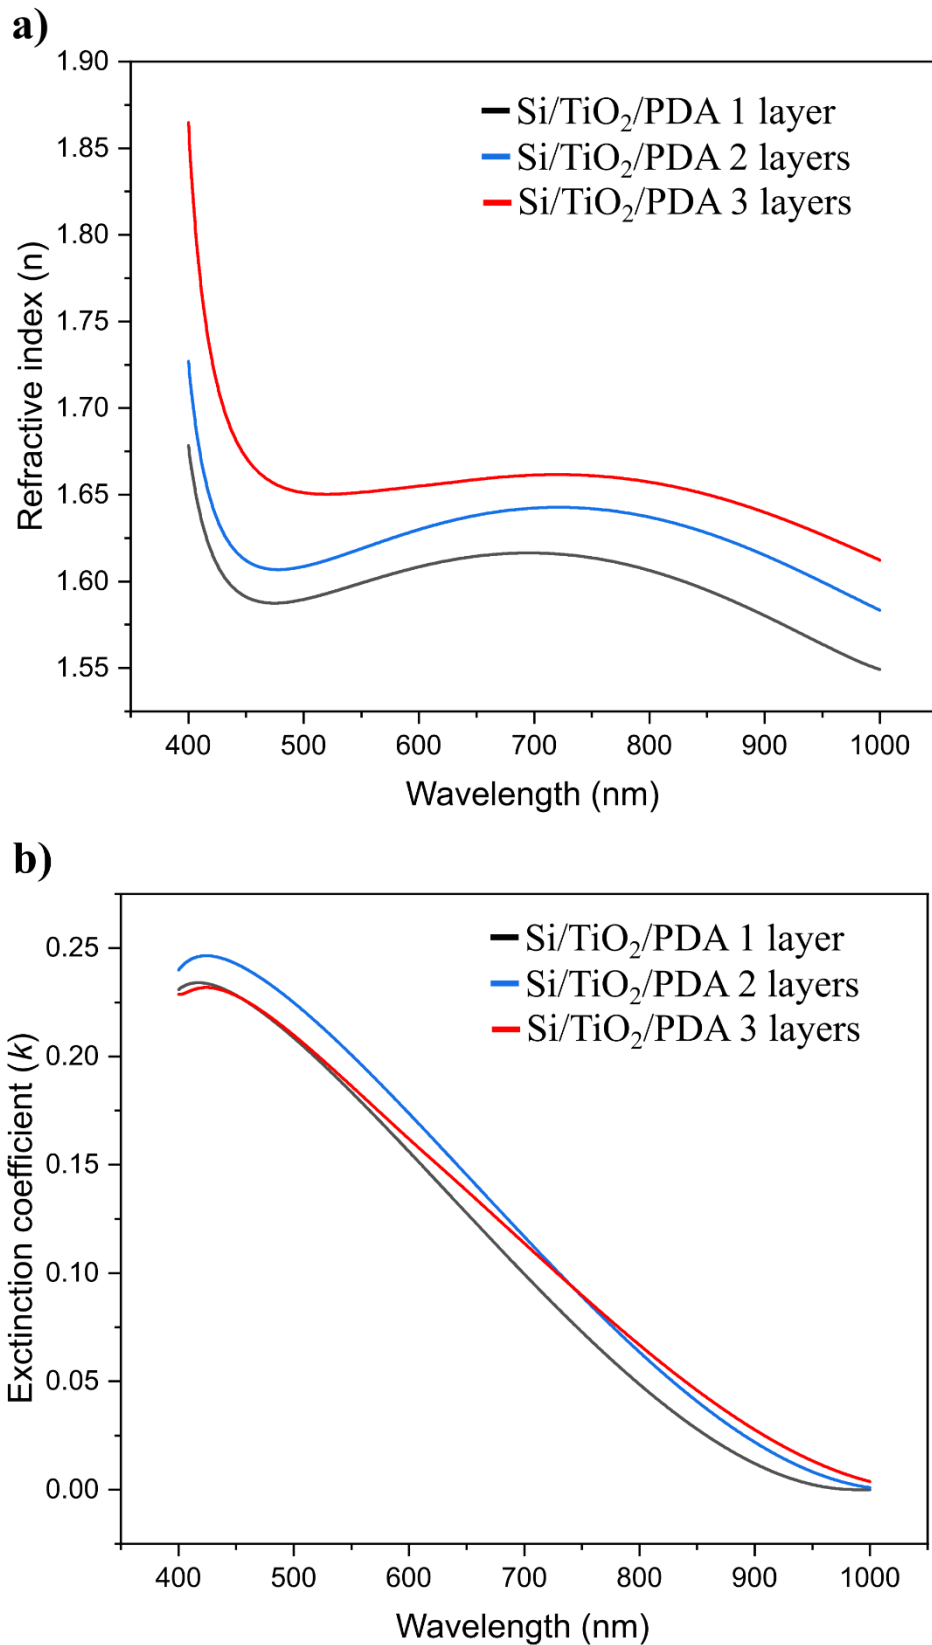 a)
1.90
1.85
1.80
1.75
1.70
1.65
1.60
1.55
Refractive index (n)
Si/TiO₂/PDA 1 layer
Si/TiO₂/PDA 2 layers
Si/TiO₂/PDA 3 layers
400 500 600 700 800 900 1000
Wavelength (nm)
b)
0.25
0.20
0.15
0.10
0.05
0.00
Exctinction coefficient (k)
Si/TiO₂/PDA 1 layer
Si/TiO₂/PDA 2 layers
Si/TiO₂/PDA 3 layers
400 500 600 700 800 900 1000
Wavelength (nm)